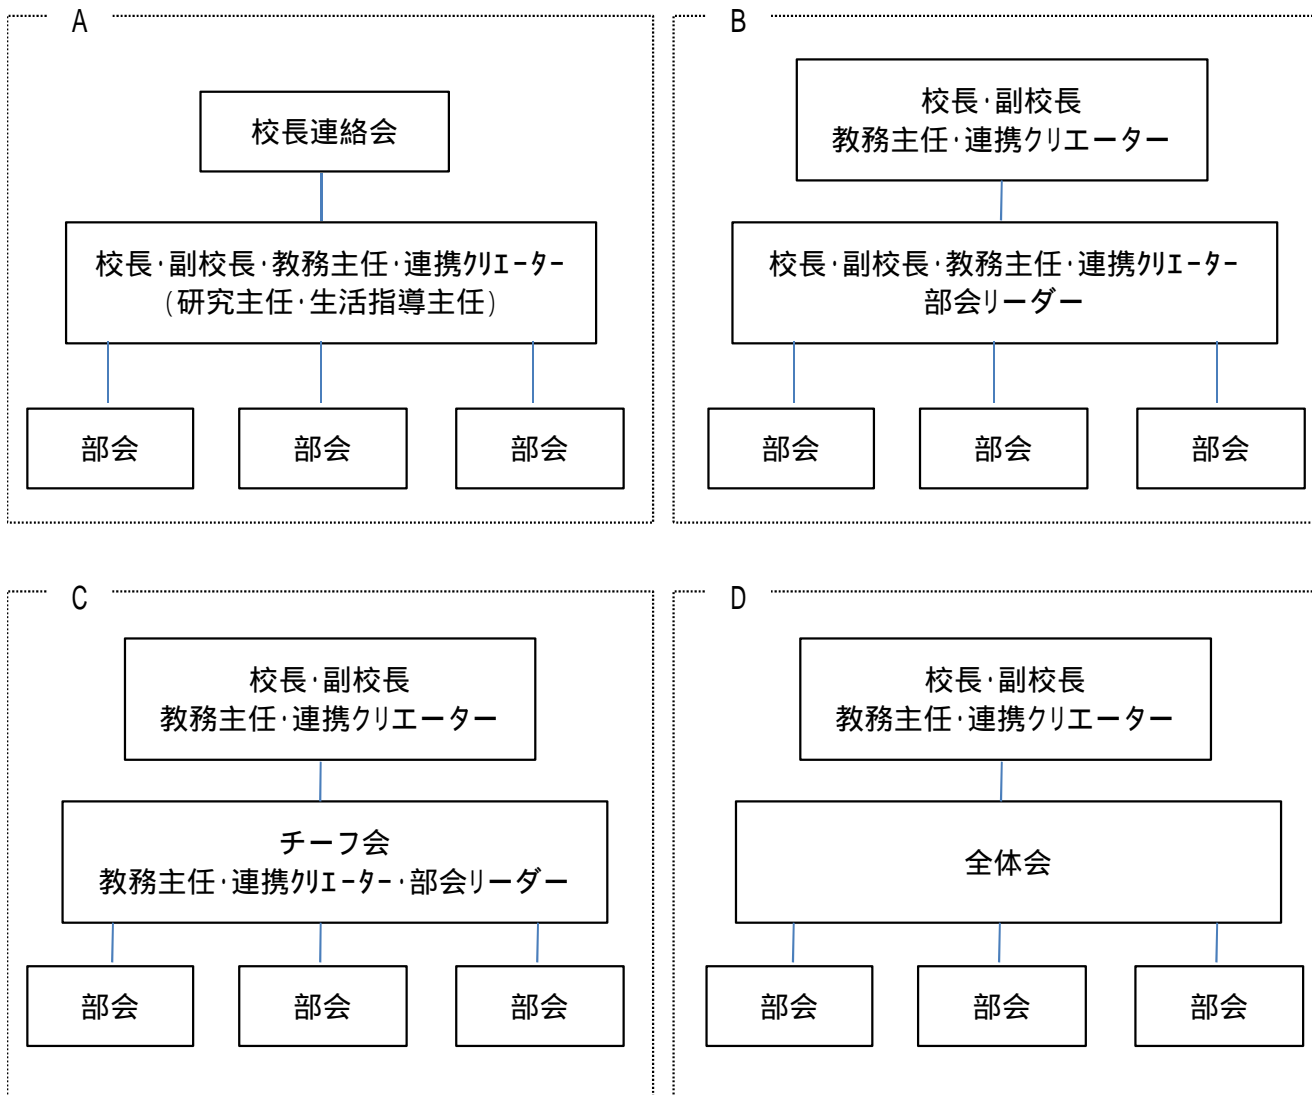 A
校長連絡会
校長・副校長・教務主任・連携ｸﾘｴｰﾀｰ
(研究主任・生活指導主任)
部会
部会
部会
B
校長・副校長
教務主任・連携クリエーター
校長・副校長・教務主任・連携クリエーター
部会リーダー
部会
部会
部会
C
校長・副校長
教務主任・連携クリエーター
チーフ会
教務主任・連携ｸﾘｴｰﾀｰ・部会リーダー
部会
部会
部会
D
校長・副校長
教務主任・連携クリエーター
全体会
部会
部会
部会